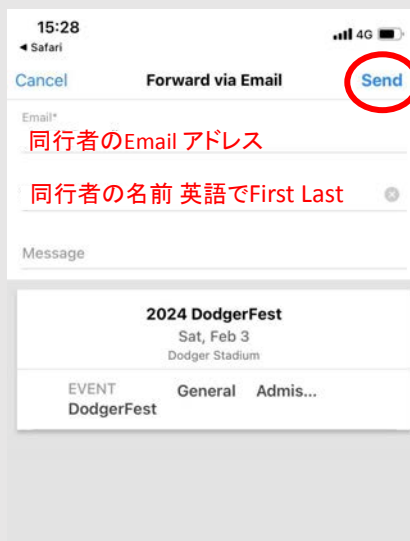 15:28
4G
◀ Safari
Cancel Forward via Email Send
Email*
同行者のEmail アドレス
同行者の名前 英語でFirst Last
Message
2024 DodgerFest
Sat, Feb 3
Dodger Stadium
EVENT General Admis...
DodgerFest